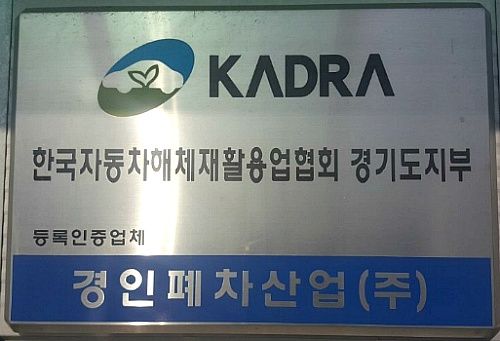 KADRA
한국자동차해체재활용업협회 경기도지부
등록인증업체
경인폐차산업(주)